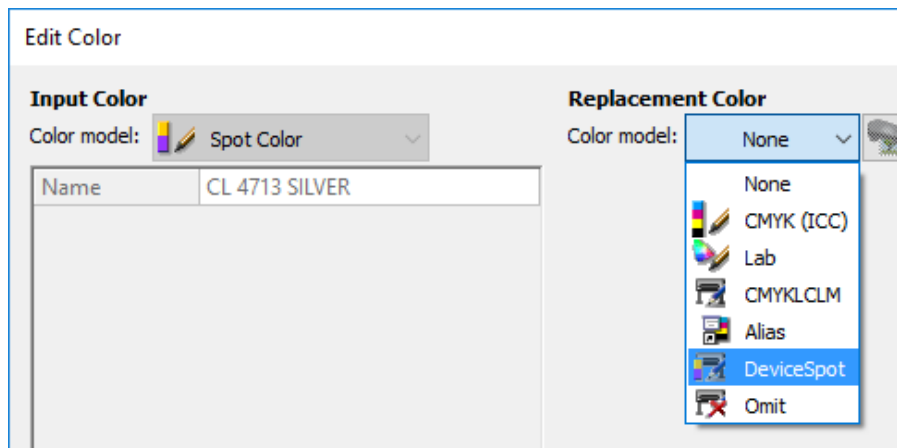 Edit Color
Input Color
Color model: Spot Color
Name CL 4713 SILVER
Replacement Color
Color model: None
None
CMYK (ICC)
Lab
CMYKLCLM
Alias
DeviceSpot
Omit